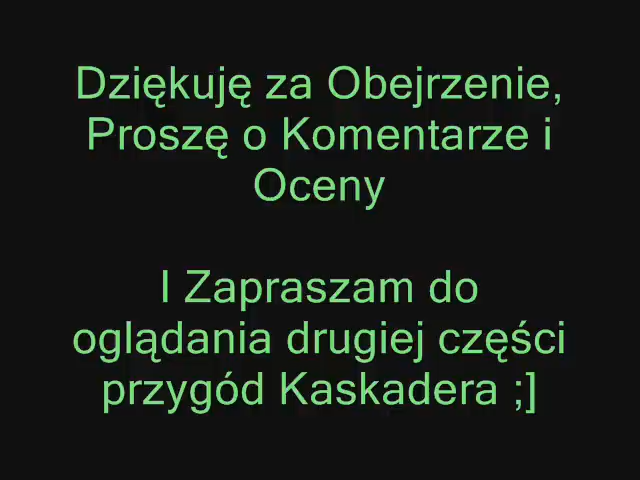 Dziękuję za Obejrzenie,
Proszę o Komentarze i
Oceny
I Zapraszam do
oglądania drugiej części
przygód Kaskadera ;]